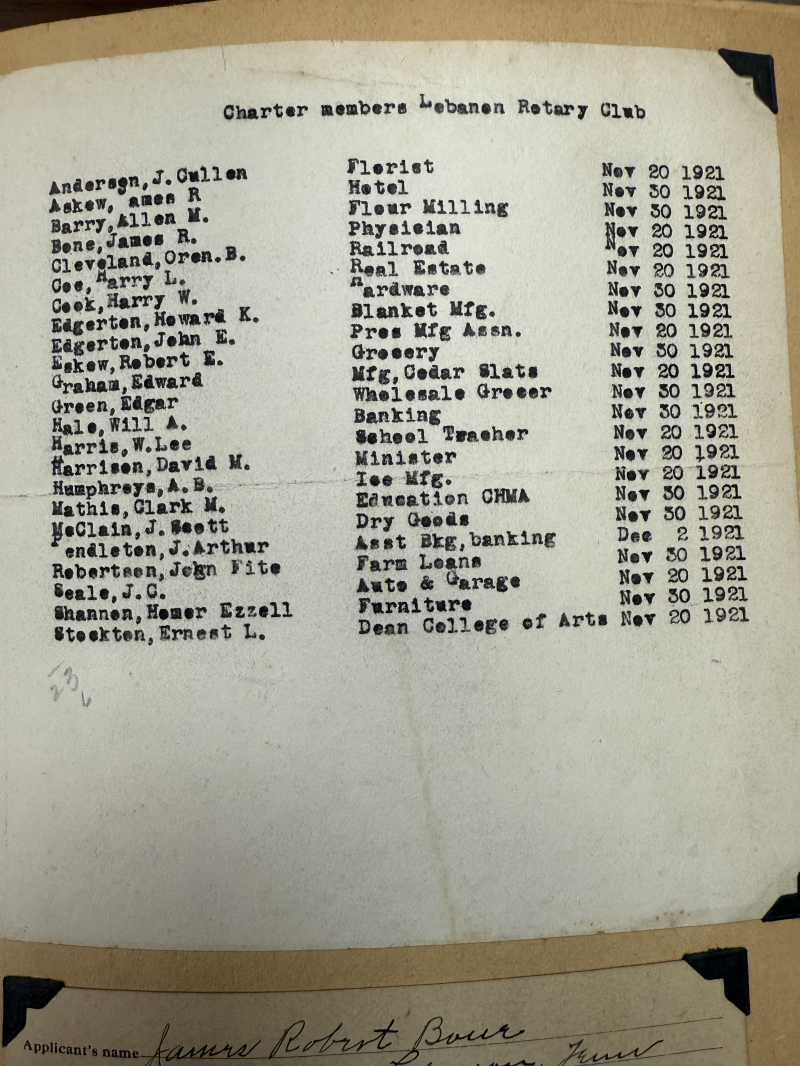 Charter members Lebanon Rotary Club
Anderson, J. Cullen Florist Nov 20 1921
Askew, James R Hotel Nov 30 1921
Barry, Allen M. Flour Milling Nov 30 1921
Bone, James R. Physician Nov 20 1921
Cleveland, Oren.B. Railroad Nov 20 1921
Coe, Harry L. Real Estate Nov 20 1921
Cook, Harry W. Hardware Nov 30 1921
Edgerton, Howard K. Blanket Mfg. Nov 30 1921
Edgerton, John E. Pres Mfg Assn. Nov 20 1921
Eskew, Robert E. Grocery Nov 30 1921
Graham, Edward Mfg, Cedar Slats Nov 20 1921
Green, Edgar Wholesale Grocer Nov 30 1921
Hale, Will A. Banking Nov 30 1921
Harris, W.Lee School Tracher Nov 20 1921
Harrison, David M. Minister Nov 20 1921
Humphreys, A.B. Ice Mfg. Nov 20 1921
Mathis, Clark M. Education CHMA Nov 30 1921
McClain, J. Scott Dry Goods Nov 30 1921
Pendleton, J.Arthur Asst Bkg, banking Dec 2 1921
Robertson, John Fite Farm Loans Nov 30 1921
Seale, J.C. Auto & Garage Nov 20 1921
Shannon, Homer Ezzell Furniture Nov 30 1921
Stockton, Ernest L. Dean College of Arts Nov 20 1921
23
Applicant's name James Robert Bone
Tenn